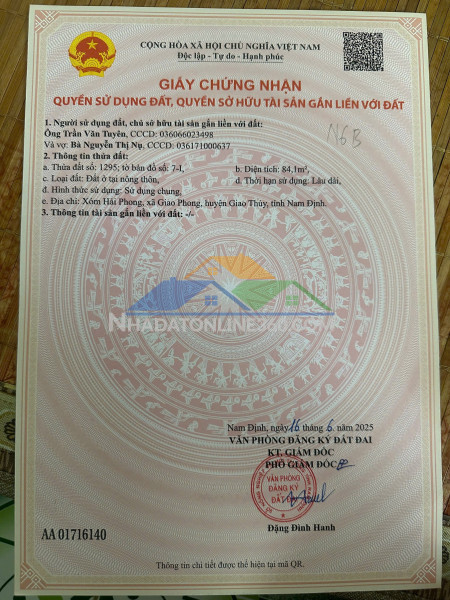 CỘNG HÒA XÃ HỘI CHỦ NGHĨA VIỆT NAM
Độc lập - Tự do - Hạnh phúc
GIẤY CHỨNG NHẬN
QUYỀN SỬ DỤNG ĐẤT, QUYỀN SỞ HỮU TÀI SẢN GẮN LIỀN VỚI ĐẤT
N6B
1. Người sử dụng đất, chủ sở hữu tài sản gắn liền với đất:
Ông Trần Văn Tuyên, CCCD: 036066023498
Và vợ: Bà Nguyễn Thị Nụ, CCCD: 036171000637
2. Thông tin thửa đất:
a. Thửa đất số: 1295; tờ bản đồ số: 7-I, b. Diện tích: 84.1m²,
c. Loại đất: Đất ở tại nông thôn, d. Thời hạn sử dụng: Lâu dài,
đ. Hình thức sử dụng: Sử dụng chung,
e. Địa chỉ: Xóm Hải Phong, xã Giao Phong, huyện Giao Thủy, tỉnh Nam Định.
3. Thông tin tài sản gắn liền với đất: -/-
NHADATONLINE360.COM
Nam Định, ngày 16 tháng 6 năm 2025
VĂN PHÒNG ĐĂNG KÝ ĐẤT ĐAI
KT. GIÁM ĐỐC
PHÓ GIÁM ĐỐC
VĂN PHÒNG
ĐĂNG KÝ
ĐẤT
Đặng Đình Hanh
AA 01716140
Thông tin chi tiết được thể hiện tại mã QR.